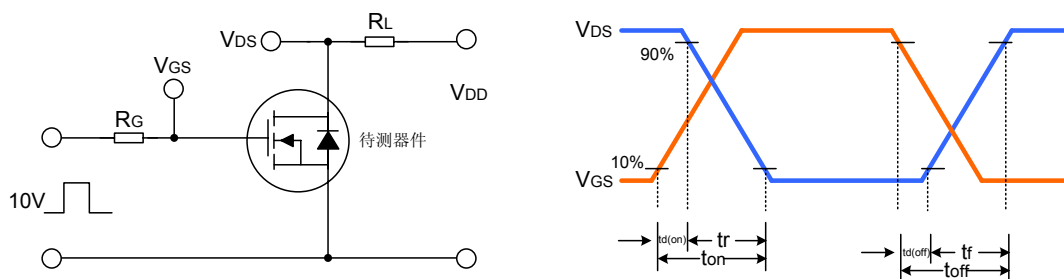 RL
VDS
VGS
VDD
RG
待测器件
10V
VDS
90%
10%
VGS
td(on)
tr
ton
td(off)
tf
toff